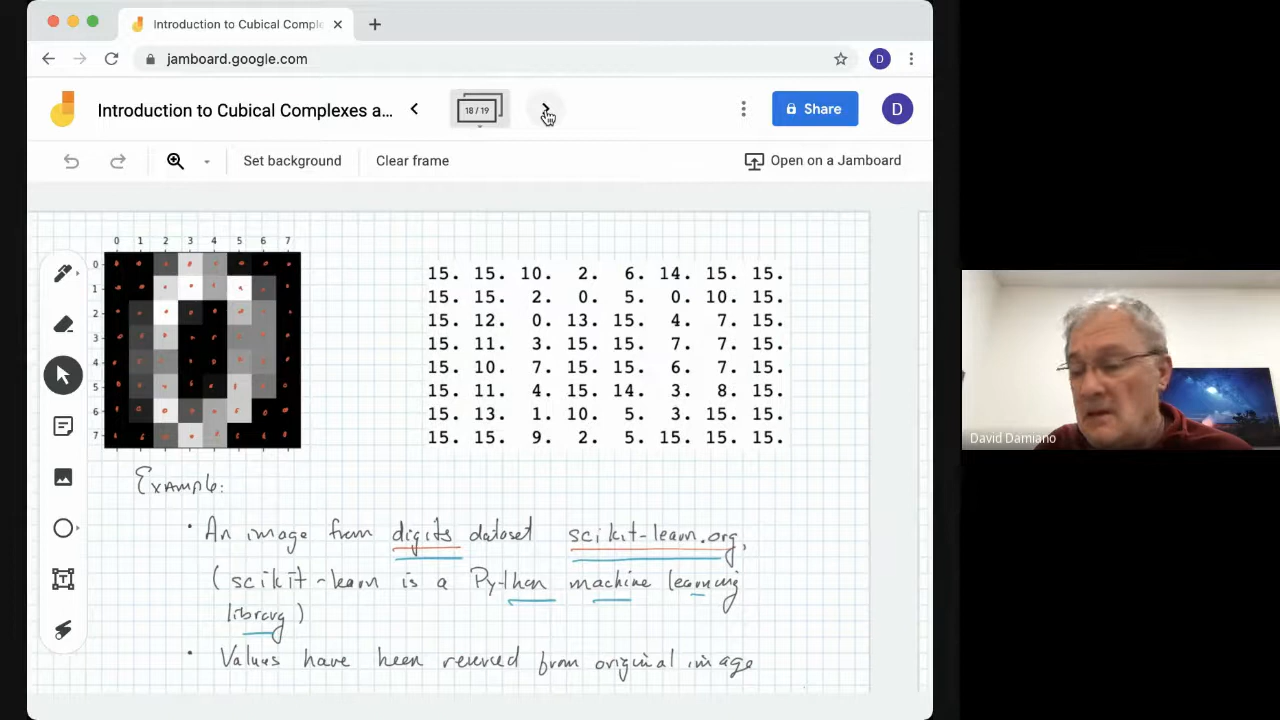 Introduction to Cubical Comple
jamboard.google.com
D
Introduction to Cubical Complexes a...
18 / 19
Share
D
Set background
Clear frame
Open on a Jamboard
0 1 2 3 4 5 6 7
0
1
2
3
4
5
6
7
15. 15. 10. 2. 6. 14. 15. 15.
15. 15. 2. 0. 5. 0. 10. 15.
15. 12. 0. 13. 15. 4. 7. 15.
15. 11. 3. 15. 15. 7. 7. 15.
15. 10. 7. 15. 15. 6. 7. 15.
15. 11. 4. 15. 14. 3. 8. 15.
15. 13. 1. 10. 5. 3. 15. 15.
15. 15. 9. 2. 5. 15. 15. 15.
Example:
• An image from digits dataset scikit-learn.org,
(scikit-learn is a Python machine learning
library)
• Values have been reversed from original image
David Damiano